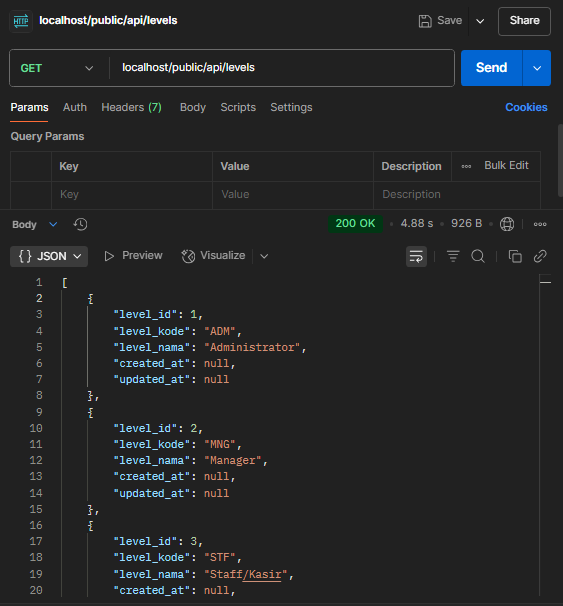 HTTP localhost/public/api/levels Save Share
GET localhost/public/api/levels Send
Params Auth Headers (7) Body Scripts Settings Cookies
Query Params
Key Value Description Bulk Edit
Key Value Description
Body 200 OK 4.88 s 926 B
{} JSON Preview Visualize
1 [
2 {
3 "level_id": 1,
4 "level_kode": "ADM",
5 "level_nama": "Administrator",
6 "created_at": null,
7 "updated_at": null
8 },
9 {
10 "level_id": 2,
11 "level_kode": "MNG",
12 "level_nama": "Manager",
13 "created_at": null,
14 "updated_at": null
15 },
16 {
17 "level_id": 3,
18 "level_kode": "STF",
19 "level_nama": "Staff/Kasir",
20 "created_at": null,